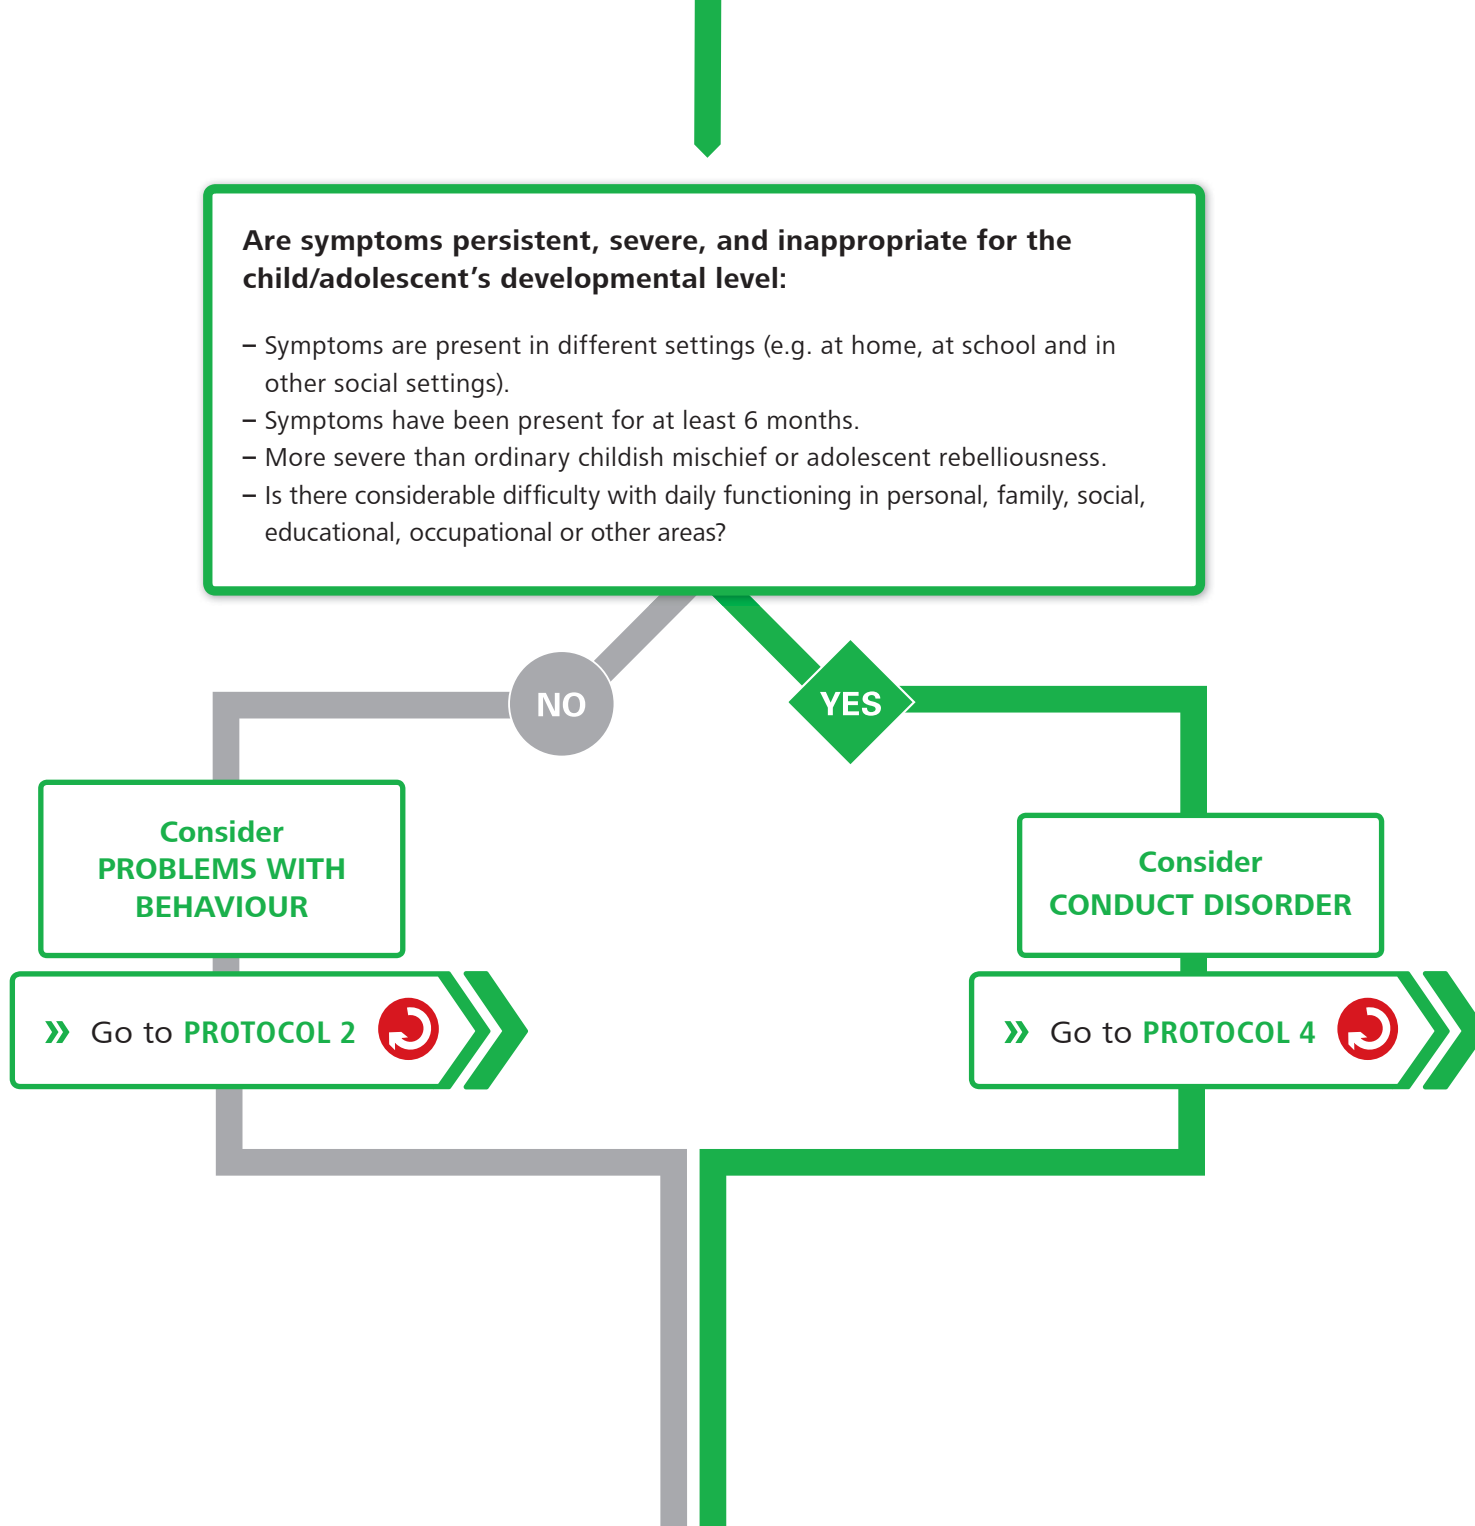 Are symptoms persistent, severe, and inappropriate for the
child/adolescent’s developmental level:
– Symptoms are present in different settings (e.g. at home, at school and in
other social settings).
– Symptoms have been present for at least 6 months.
– More severe than ordinary childish mischief or adolescent rebelliousness.
– Is there considerable difficulty with daily functioning in personal, family, social,
educational, occupational or other areas?
NO
YES
Consider
PROBLEMS WITH
BEHAVIOUR
» Go to PROTOCOL 2
Consider
CONDUCT DISORDER
» Go to PROTOCOL 4